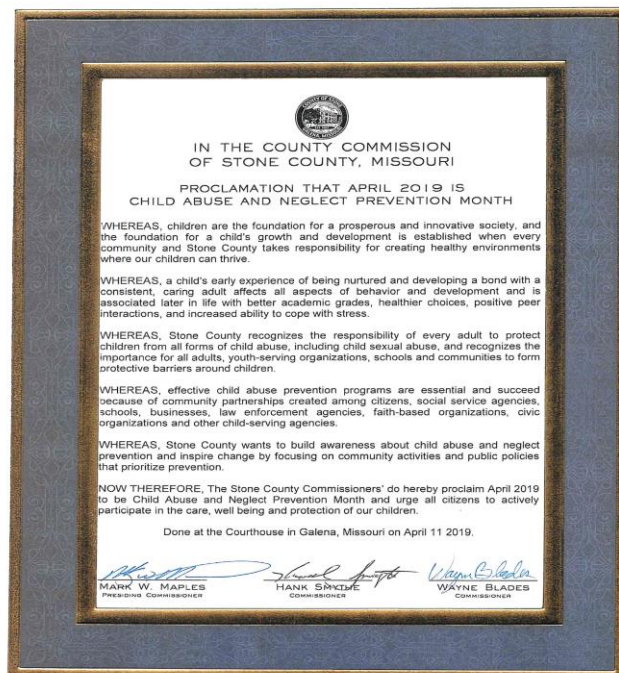 COUNTY OF STONE
GALENA, MISSOURI
IN THE COUNTY COMMISSION
OF STONE COUNTY, MISSOURI
PROCLAMATION THAT APRIL 2019 IS
CHILD ABUSE AND NEGLECT PREVENTION MONTH
WHEREAS, children are the foundation for a prosperous and innovative society, and
the foundation for a child's growth and development is established when every
community and Stone County takes responsibility for creating healthy environments
where our children can thrive.
WHEREAS, a child's early experience of being nurtured and developing a bond with a
consistent, caring adult affects all aspects of behavior and development and is
associated later in life with better academic grades, healthier choices, positive peer
interactions, and increased ability to cope with stress.
WHEREAS, Stone County recognizes the responsibility of every adult to protect
children from all forms of child abuse, including child sexual abuse, and recognizes the
importance for all adults, youth-serving organizations, schools and communities to form
protective barriers around children.
WHEREAS, effective child abuse prevention programs are essential and succeed
because of community partnerships created among citizens, social service agencies,
schools, businesses, law enforcement agencies, faith-based organizations, civic
organizations and other child-serving agencies.
WHEREAS, Stone County wants to build awareness about child abuse and neglect
prevention and inspire change by focusing on community activities and public policies
that prioritize prevention.
NOW THEREFORE, The Stone County Commissioners' do hereby proclaim April 2019
to be Child Abuse and Neglect Prevention Month and urge all citizens to actively
participate in the care, well being and protection of our children.
Done at the Courthouse in Galena, Missouri on April 11 2019.
Wayne Blades
MARK W. MAPLES HANK SMYTHE WAYNE BLADES
PRESIDING COMMISSIONER COMMISSIONER COMMISSIONER